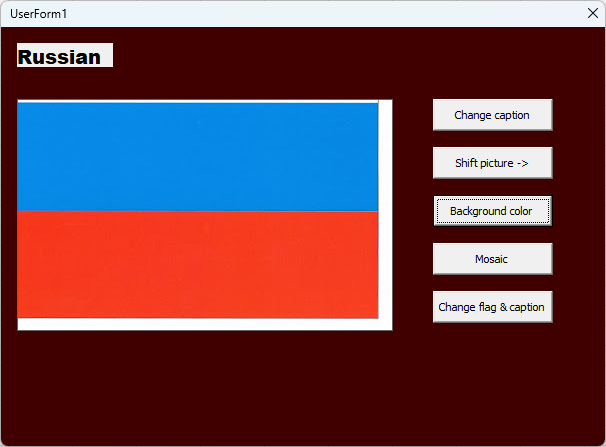 UserForm1
Russian
Change caption
Shift picture ->
Background color
Mosaic
Change flag & caption